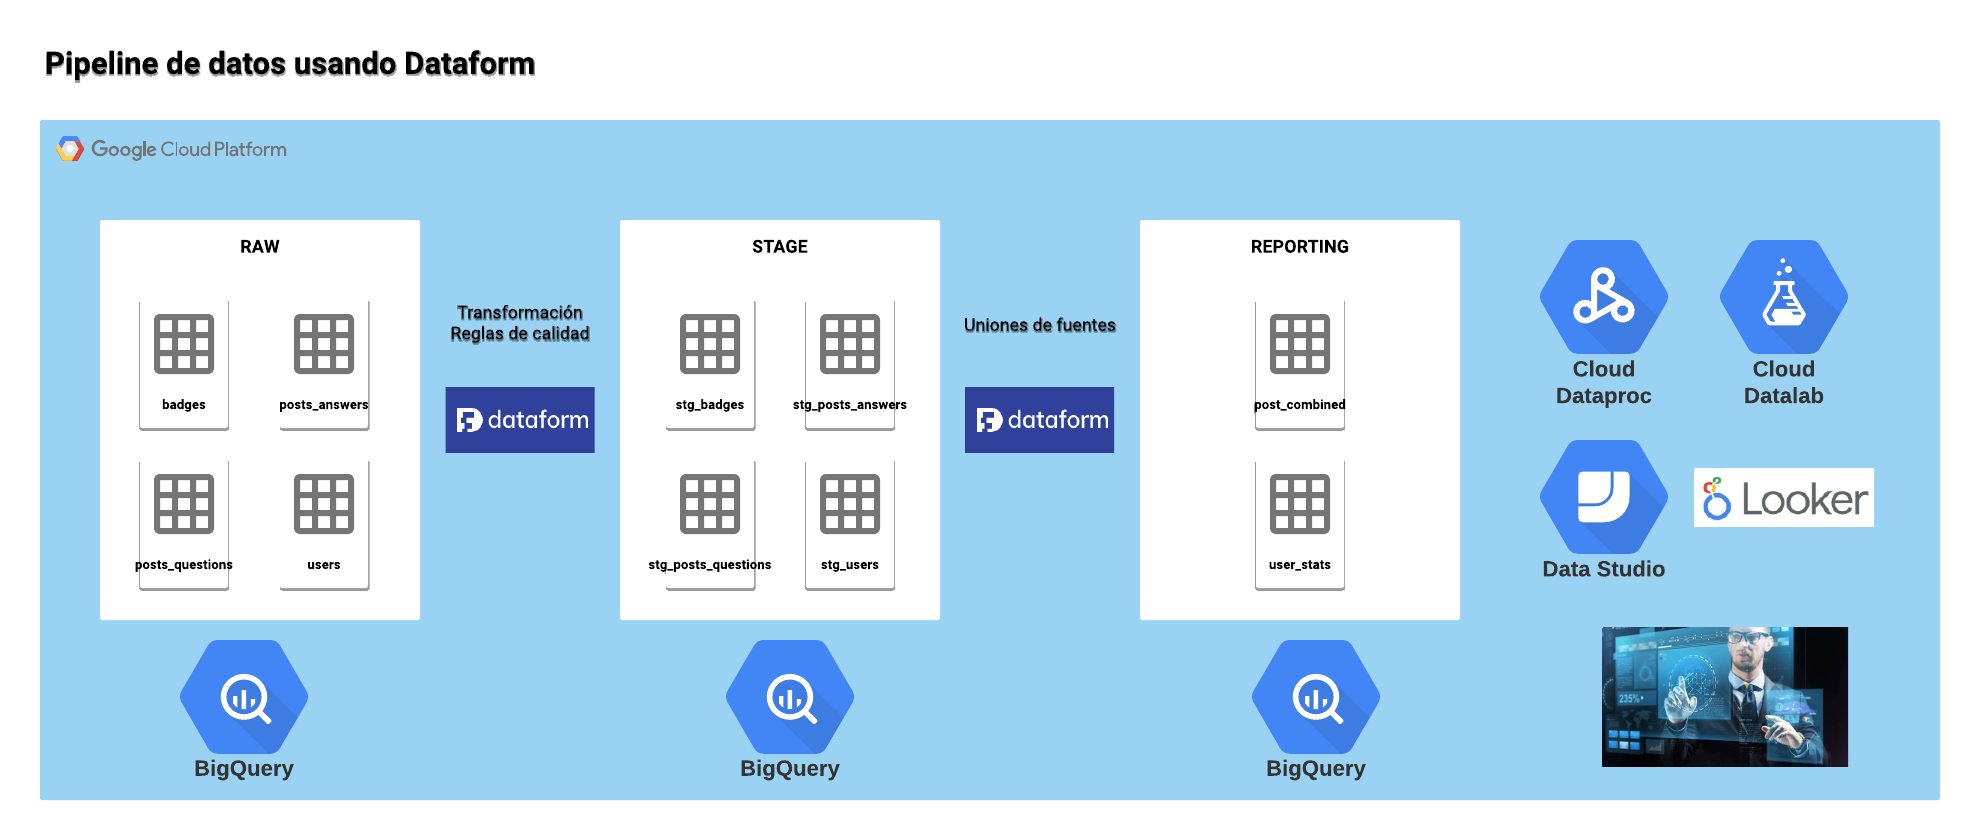 Pipeline de datos usando Dataform
Google Cloud Platform
RAW
badges
posts_answers
posts_questions
users
BigQuery
Transformación
Reglas de calidad
dataform
STAGE
stg_badges
stg_posts_answers
stg_posts_questions
stg_users
BigQuery
Uniones de fuentes
dataform
REPORTING
post_combined
user_stats
BigQuery
Cloud
Dataproc
Cloud
Datalab
Data Studio
Looker
235%